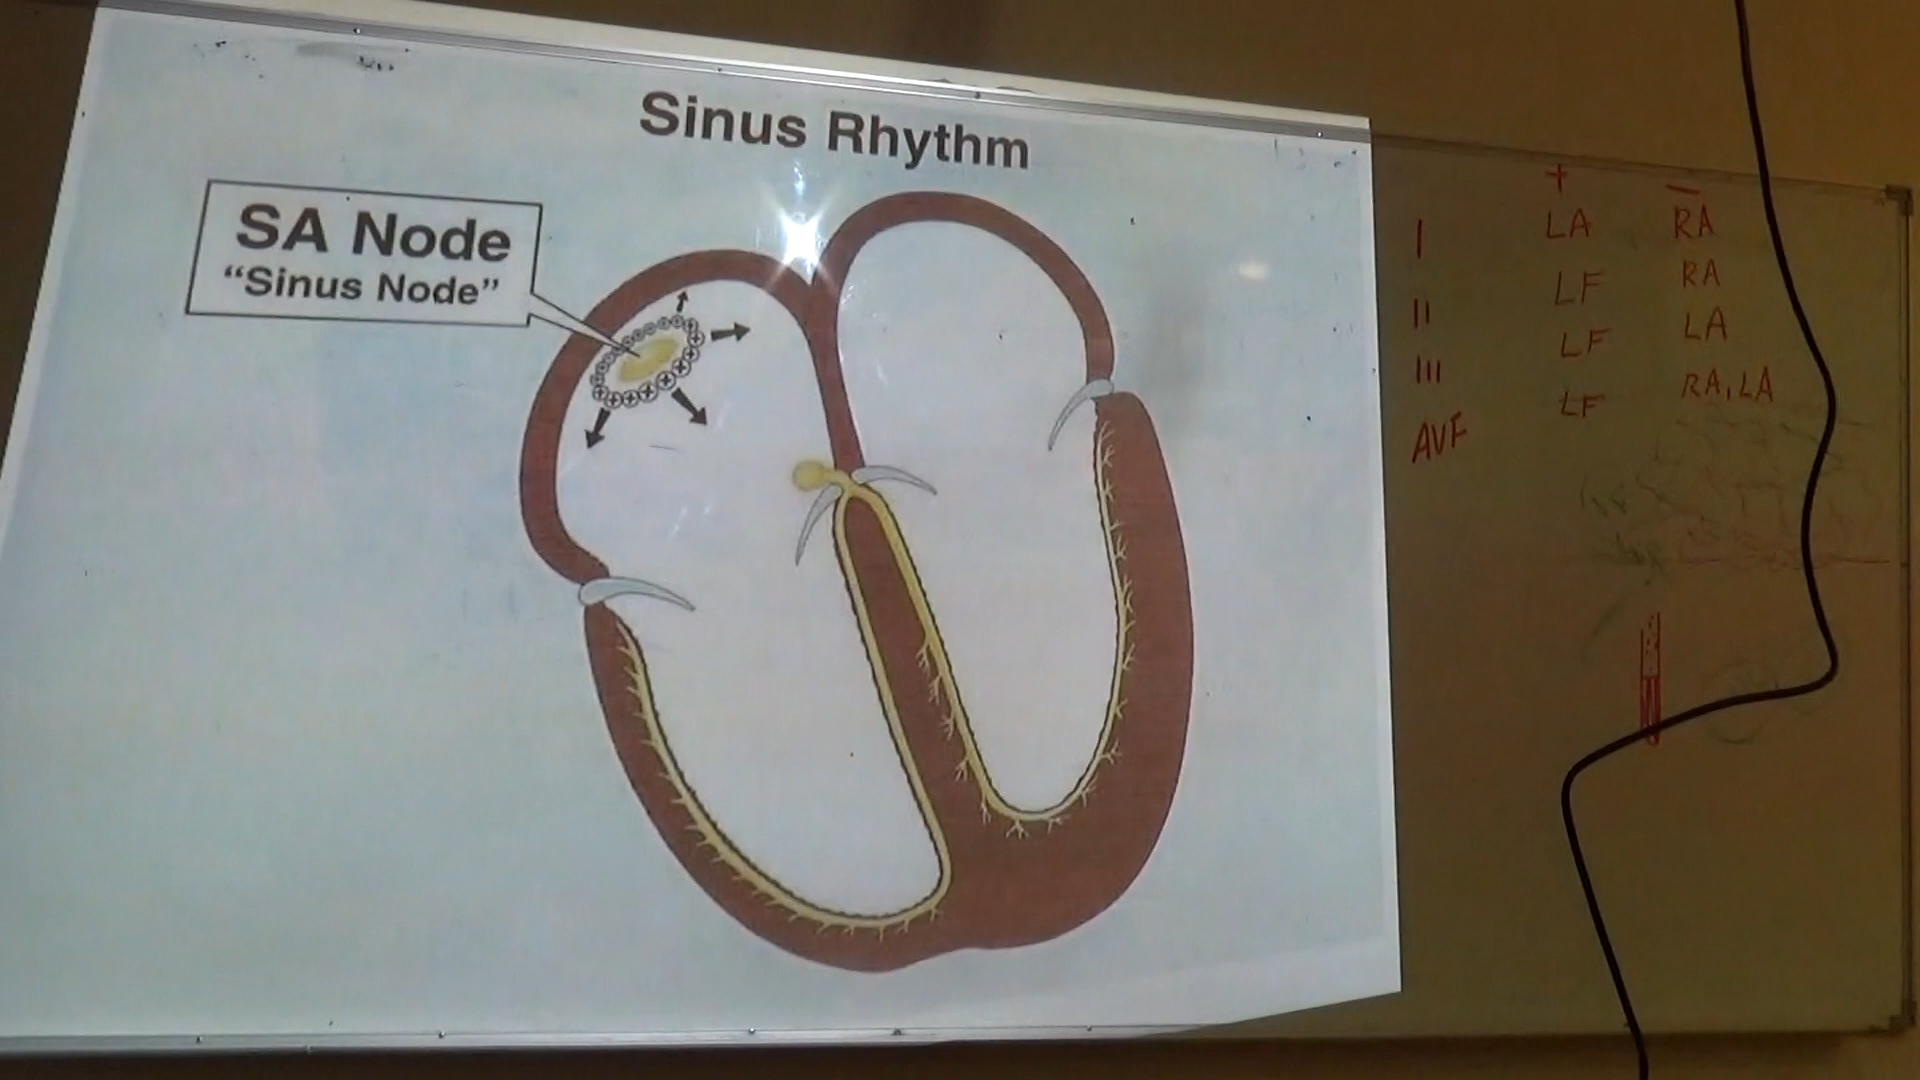 Sinus Rhythm
SA Node
“Sinus Node”
+ −
I LA RA
II LF RA
III LF LA
AVF LF RA, LA